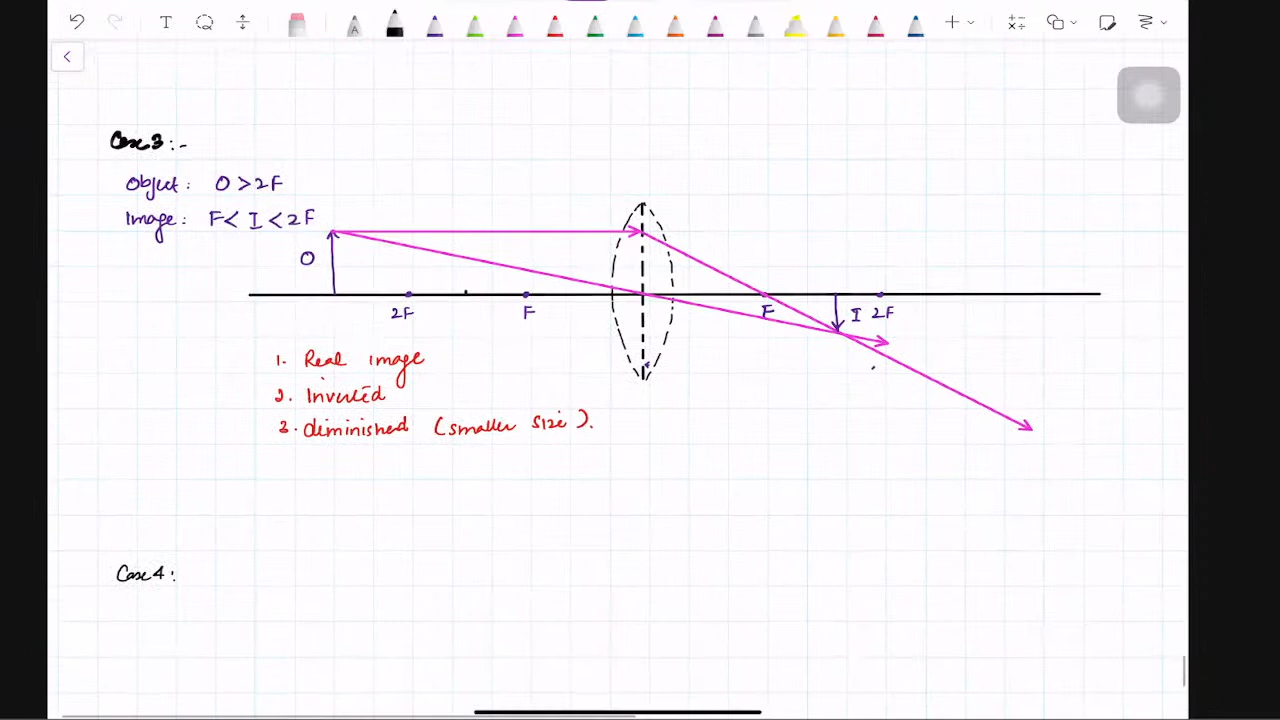 Case 3:-
Object: O > 2F
Image: F < I < 2F
O
2F F F I 2F
1. Real image
2. Inverted
3. diminished (smaller size).
Case 4: